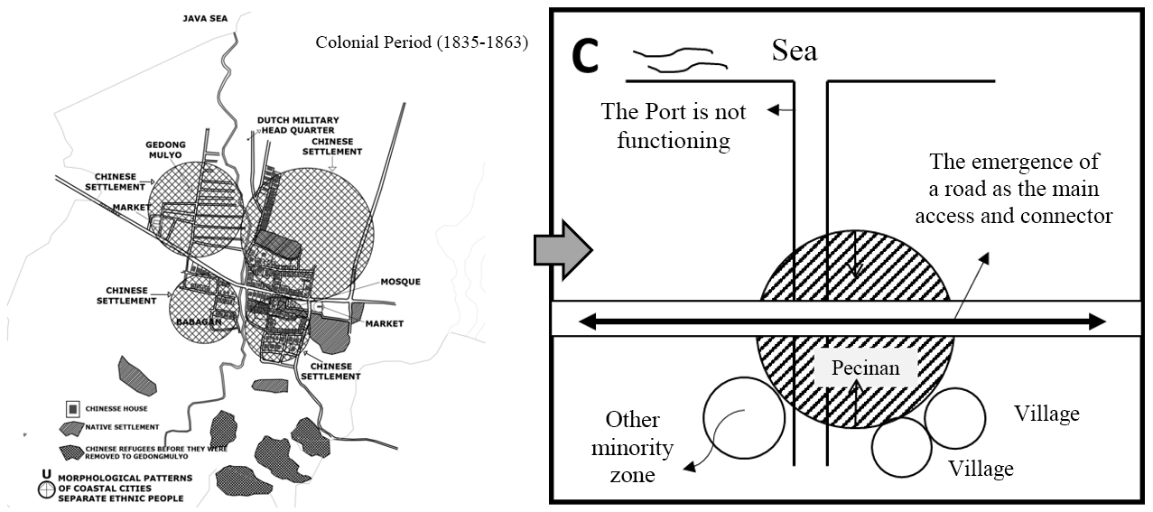 JAVA SEA
Colonial Period (1835-1863)
DUTCH MILITARY
HEAD QUARTER
CHINESE
SETTLEMENT
GEDONG
MULYO
CHINESE
SETTLEMENT
MARKET
MOSQUE
CHINESE
SETTLEMENT
BABAGAN
MARKET
CHINESE
SETTLEMENT
CHINESSE HOUSE
NATIVE SETTLEMENT
CHINESE REFUGEES BEFORE THEY WERE
REMOVED TO GEDONGMULYO
U
MORPHOLOGICAL PATTERNS
OF COASTAL CITIES
SEPARATE ETHNIC PEOPLE
C
Sea
The Port is not
functioning
The emergence of
a road as the main
access and connector
Pecinan
Other
minority
zone
Village
Village